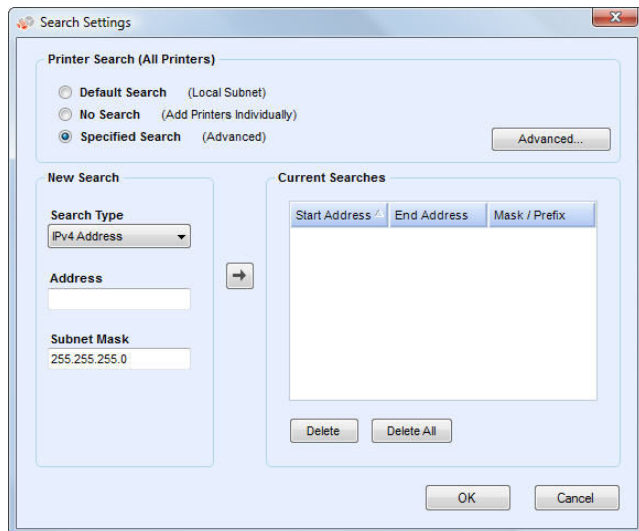 Search Settings
Printer Search (All Printers)
Default Search (Local Subnet)
No Search (Add Printers Individually)
Specified Search (Advanced)
Advanced...
New Search
Search Type
IPv4 Address
Address
Subnet Mask
255.255.255.0
Current Searches
Start Address End Address Mask / Prefix
Delete Delete All
OK Cancel